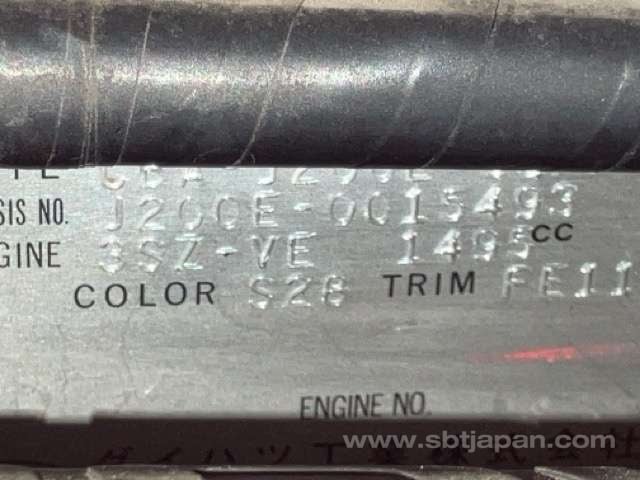 SIS NO. J200E-0015493
GINE 3SZ-VE 1495CC
COLOR S28 TRIM FE11
ENGINE NO.
www.sbtjapan.com